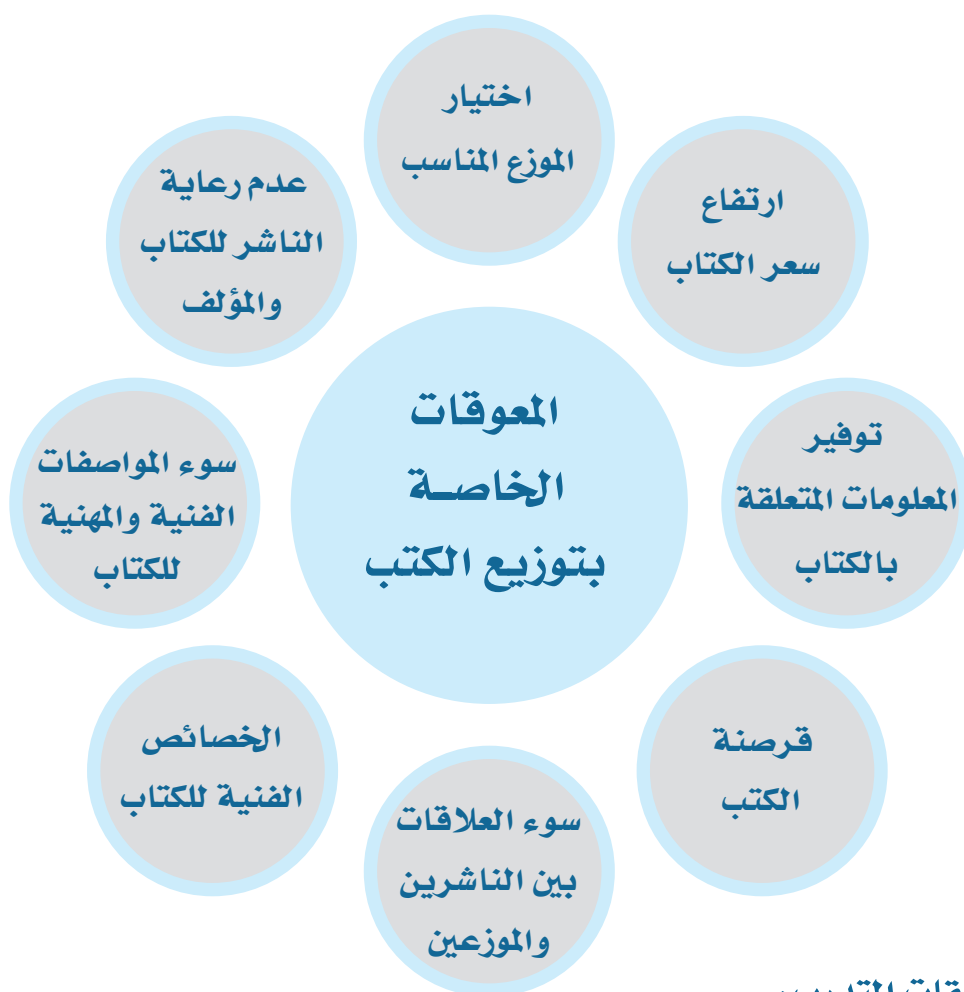 اختيار
الموزع المناسب
ارتفاع
سعر الكتاب
توفير
المعلومات المتعلقة
بالكتاب
قرصنة
الكتب
سوء العلاقات
بين الناشرين
والموزعين
الخصائص
الفنية للكتاب
سوء المواصفات
الفنية والمهنية
للكتاب
عدم رعاية
الناشر للكتاب
والمؤلف
المعوقات
الخاصة
بتوزيع الكتب